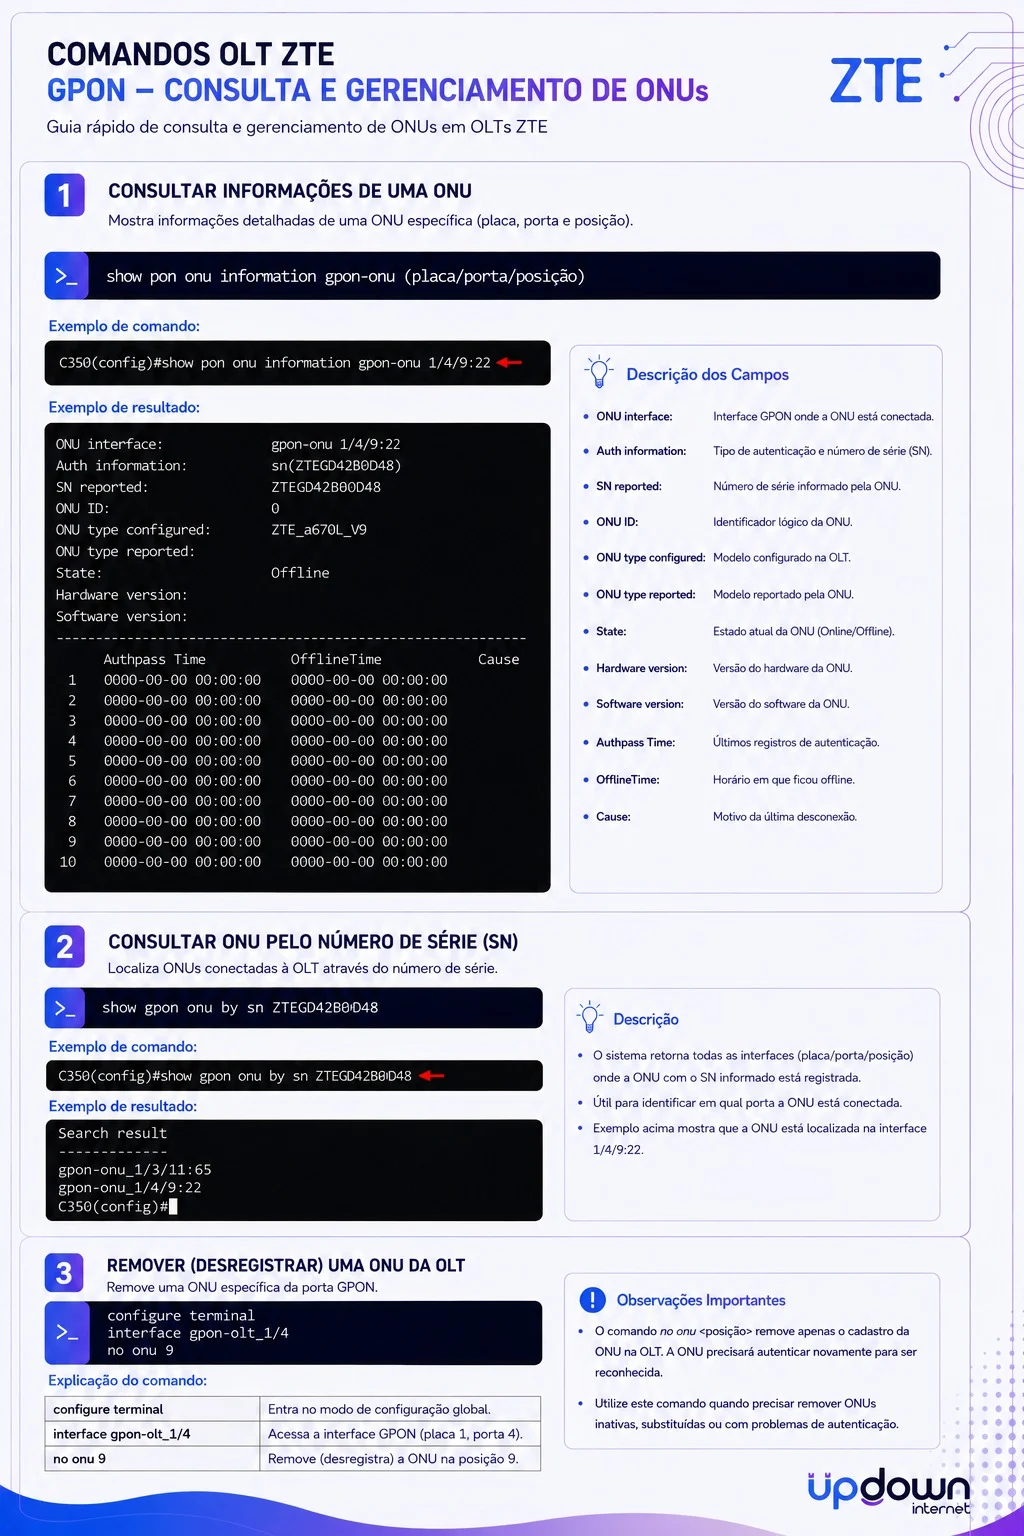 COMANDOS OLT ZTE
GPON – CONSULTA E GERENCIAMENTO DE ONUs
Guia rápido de consulta e gerenciamento de ONUs em OLTs ZTE
ZTE
1
CONSULTAR INFORMAÇÕES DE UMA ONU
Mostra informações detalhadas de uma ONU específica (placa, porta e posição).
>_ show pon onu information gpon-onu (placa/porta/posição)
Exemplo de comando:
C350(config)#show pon onu information gpon-onu 1/4/9:22
Exemplo de resultado:
ONU interface: gpon-onu 1/4/9:22
Auth information: sn(ZTEGD42B0D48)
SN reported: ZTEGD42B00D48
ONU ID: 0
ONU type configured: ZTE_a670L_V9
ONU type reported:
State: Offline
Hardware version:
Software version:
------------------------------------------------------------
Authpass Time OfflineTime Cause
1 0000-00-00 00:00:00 0000-00-00 00:00:00
2 0000-00-00 00:00:00 0000-00-00 00:00:00
3 0000-00-00 00:00:00 0000-00-00 00:00:00
4 0000-00-00 00:00:00 0000-00-00 00:00:00
5 0000-00-00 00:00:00 0000-00-00 00:00:00
6 0000-00-00 00:00:00 0000-00-00 00:00:00
7 0000-00-00 00:00:00 0000-00-00 00:00:00
8 0000-00-00 00:00:00 0000-00-00 00:00:00
9 0000-00-00 00:00:00 0000-00-00 00:00:00
10 0000-00-00 00:00:00 0000-00-00 00:00:00
Descrição dos Campos
• ONU interface: Interface GPON onde a ONU está conectada.
• Auth information: Tipo de autenticação e número de série (SN).
• SN reported: Número de série informado pela ONU.
• ONU ID: Identificador lógico da ONU.
• ONU type configured: Modelo configurado na OLT.
• ONU type reported: Modelo reportado pela ONU.
• State: Estado atual da ONU (Online/Offline).
• Hardware version: Versão do hardware da ONU.
• Software version: Versão do software da ONU.
• Authpass Time: Últimos registros de autenticação.
• OfflineTime: Horário em que ficou offline.
• Cause: Motivo da última desconexão.
2
CONSULTAR ONU PELO NÚMERO DE SÉRIE (SN)
Localiza ONUs conectadas à OLT através do número de série.
>_ show gpon onu by sn
Exemplo de comando:
C350(config)#show gpon onu by sn
Exemplo de resultado:
Search result
-------------
gpon-onu_1/3/11:65
gpon-onu_1/4/9:22
C350(config)#
Descrição
• O sistema retorna todas as interfaces (placa/porta/posição)
onde a ONU com o SN informado está registrada.
• Útil para identificar em qual porta a ONU está conectada.
• Exemplo acima mostra que a ONU está localizada na interface
1/4/9:22.
3
REMOVER (DESREGISTRAR) UMA ONU DA OLT
Remove uma ONU específica da porta GPON.
>_
configure terminal
interface gpon-olt_1/4
no onu 9
Explicação do comando:
configure terminal Entra no modo de configuração global.
interface gpon-olt_1/4 Acessa a interface GPON (placa 1, porta 4).
no onu 9 Remove (desregistra) a ONU na posição 9.
! Observações Importantes
• O comando no onu <posição> remove apenas o cadastro da
ONU na OLT. A ONU precisará autenticar novamente para ser
reconhecida.
• Utilize este comando quando precisar remover ONUs
inativas, substituídas ou com problemas de autenticação.
updown
internet